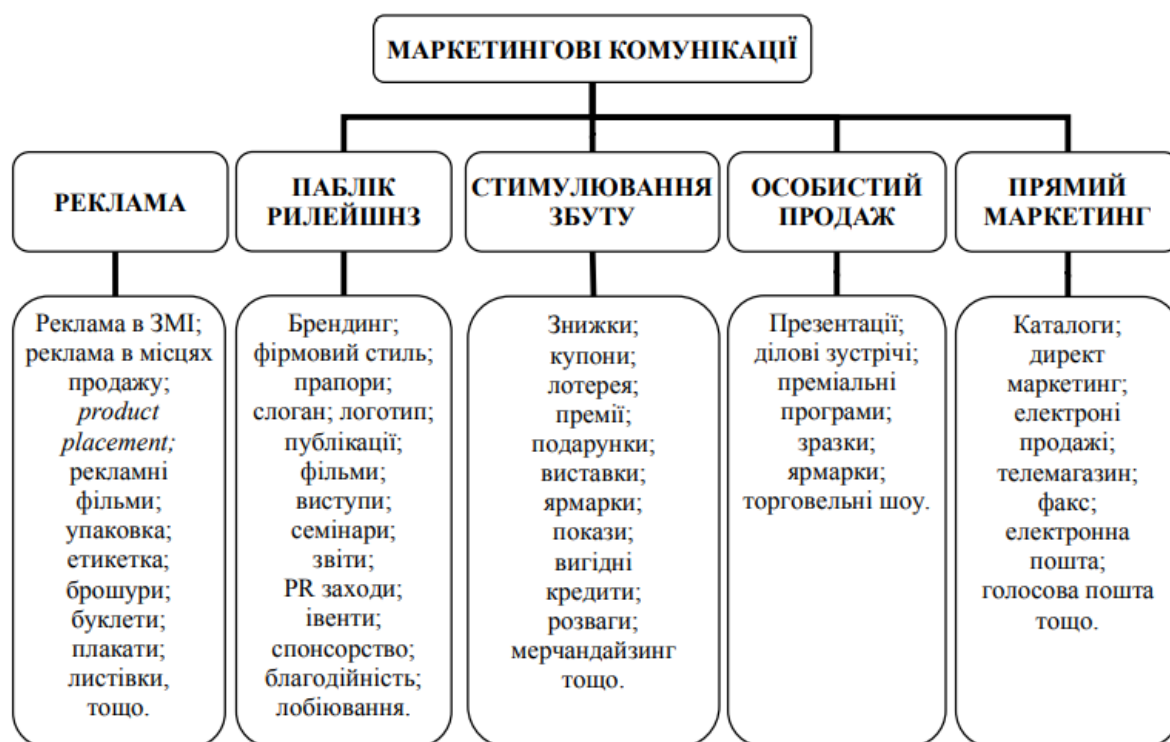 МАРКЕТИНГОВІ КОМУНІКАЦІЇ
РЕКЛАМА
ПАБЛІК
РИЛЕЙШНЗ
СТИМУЛЮВАННЯ
ЗБУТУ
ОСОБИСТИЙ
ПРОДАЖ
ПРЯМИЙ
МАРКЕТИНГ
Реклама в ЗМІ;
реклама в місцях
продажу;
product
placement;
рекламні
фільми;
упаковка;
етикетка;
брошури;
буклети;
плакати;
листівки,
тощо.
Брендинг;
фірмовий стиль;
прапори;
слоган; логотип;
публікації;
фільми;
виступи;
семінари;
звіти;
PR заходи;
івенти;
спонсорство;
благодійність;
лобіювання.
Знижки;
купони;
лотерея;
премії;
подарунки;
виставки;
ярмарки;
покази;
вигідні
кредити;
розваги;
мерчандайзинг
тощо.
Презентації;
ділові зустрічі;
преміальні
програми;
зразки;
ярмарки;
торговельні шоу.
Каталоги;
директ
маркетинг;
електроні
продажі;
телемагазин;
факс;
електронна
пошта;
голосова пошта
тощо.